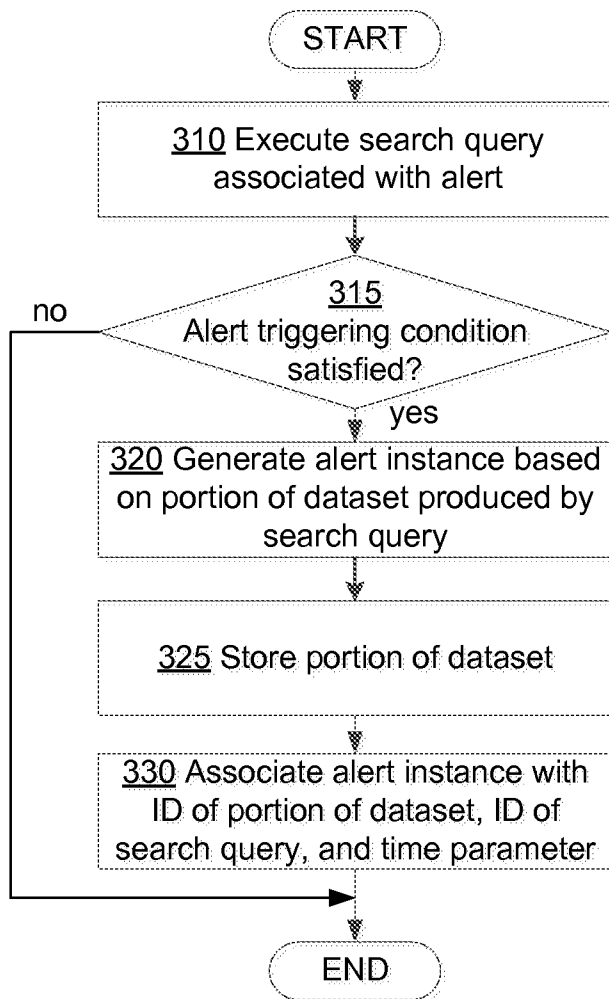 START
310 Execute search query
associated with alert
315
Alert triggering condition
satisfied?
no
yes
320 Generate alert instance based
on portion of dataset produced by
search query
325 Store portion of dataset
330 Associate alert instance with
ID of portion of dataset, ID of
search query, and time parameter
END